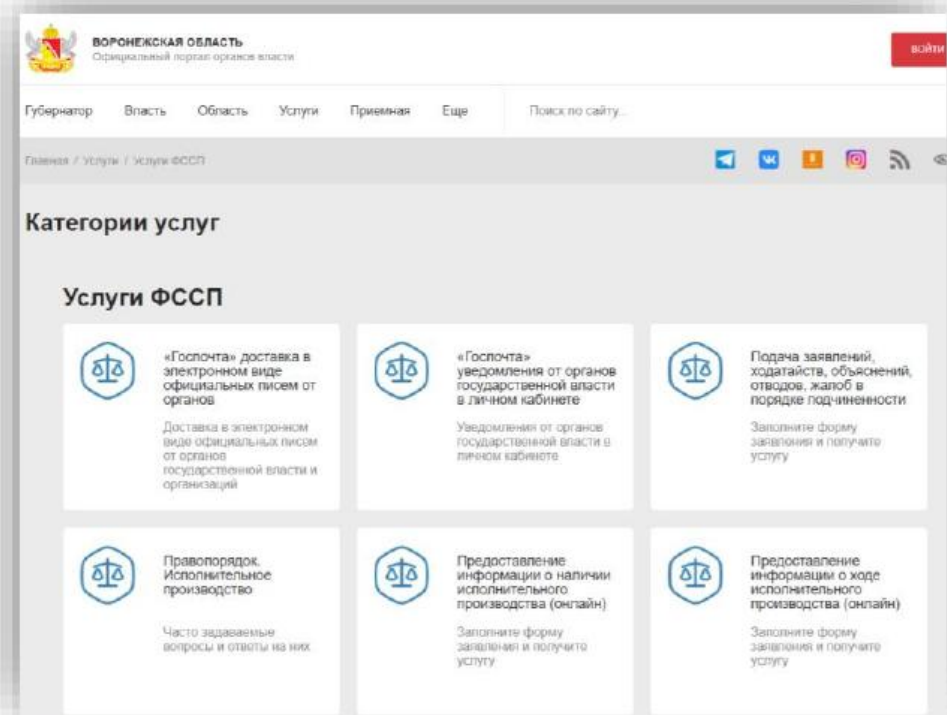 ВОРОНЕЖСКАЯ ОБЛАСТЬ
Официальный портал органов власти
ВОЙТИ
Губернатор Власть Область Услуги Приемная Еще Поиск по сайту...
Главная / Услуги / Услуги ФССП
Категории услуг
Услуги ФССП
«Госпочта» доставка в
электронном виде
официальных писем от
органов
Доставка в электронном
виде официальных писем
от органов
государственной власти и
организаций
«Госпочта»
уведомления от органов
государственной власти
в личном кабинете
Уведомления от органов
государственной власти в
личном кабинете
Подача заявлений,
ходатайств, объяснений,
отводов, жалоб в
порядке подчиненности
Заполните форму
заявления и получите
услугу
Правопорядок.
Исполнительное
производство
Часто задаваемые
вопросы и ответы на них
Предоставление
информации о наличии
исполнительного
производства (онлайн)
Заполните форму
заявления и получите
услугу
Предоставление
информации о ходе
исполнительного
производства (онлайн)
Заполните форму
заявления и получите
услугу